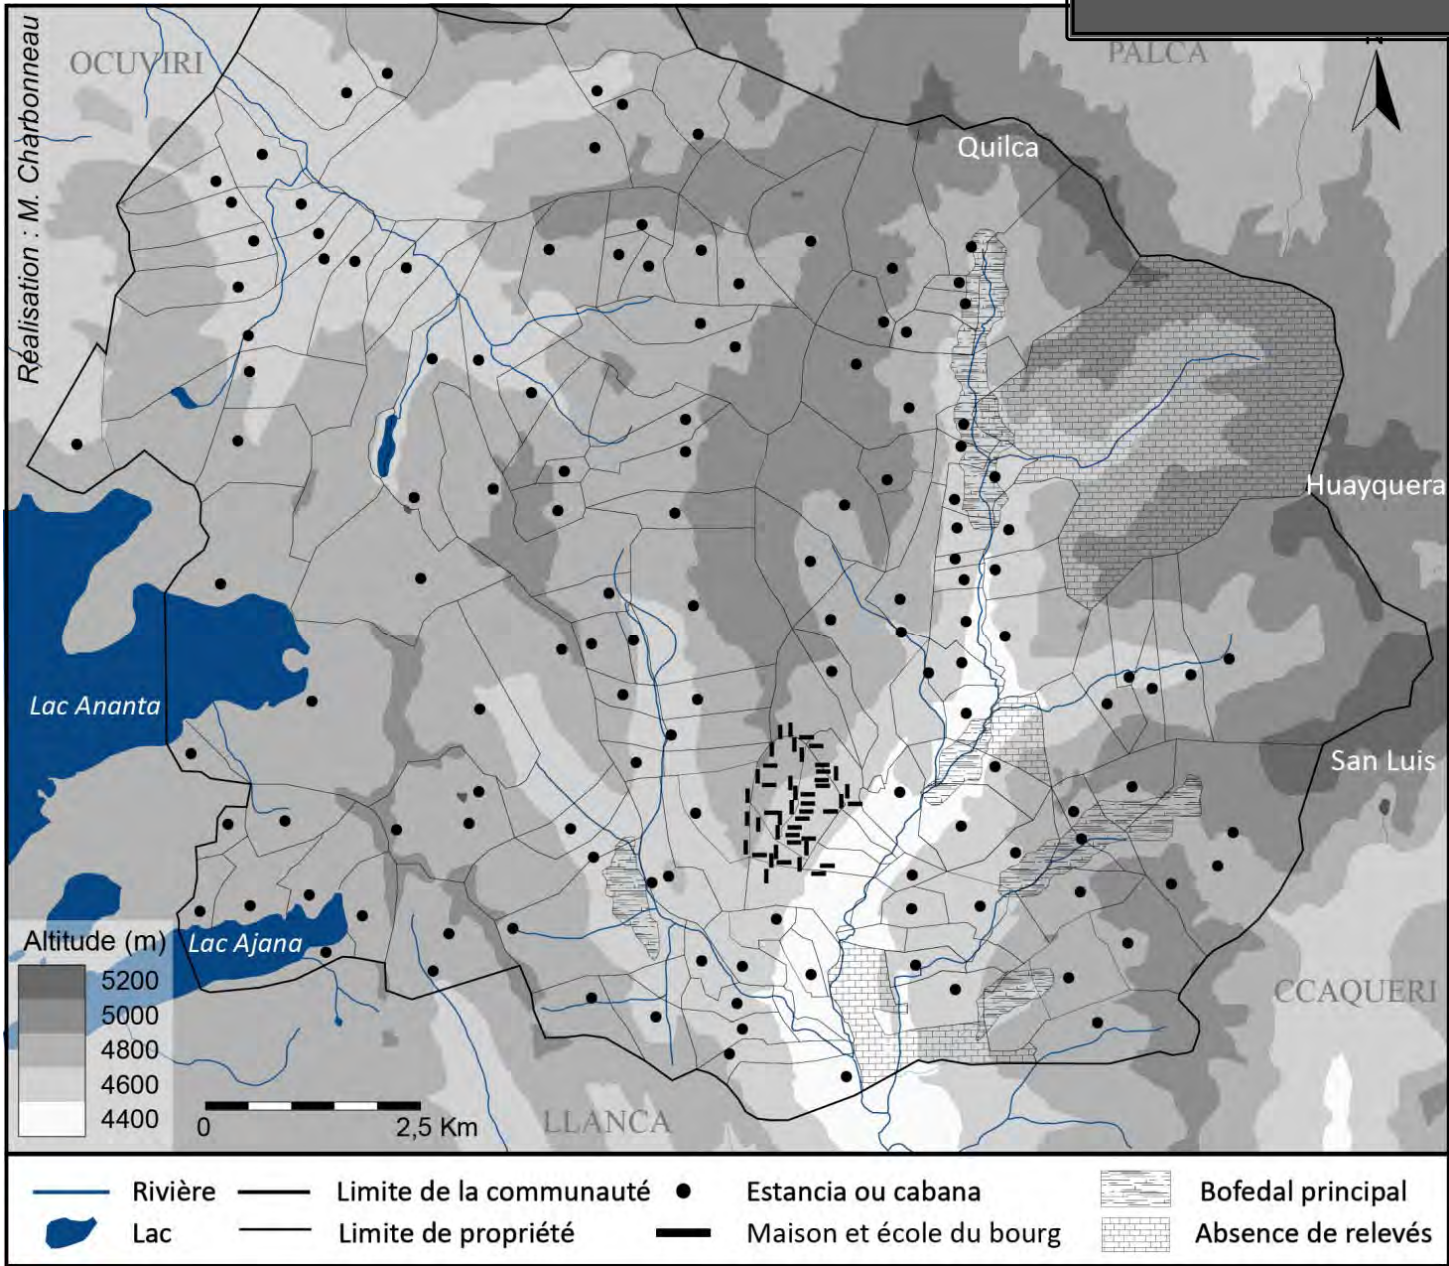 Réalisation : M. Charbonneau
OCUVIRI
PALCA
Quilca
Huayquera
Lac Ananta
San Luis
Lac Ajana
CCAQUERI
LLANCA
Altitude (m)
5200
5000
4800
4600
4400
0 2,5 Km
Rivière
Limite de la communauté
Estancia ou cabana
Bofedal principal
Lac
Limite de propriété
Maison et école du bourg
Absence de relevés